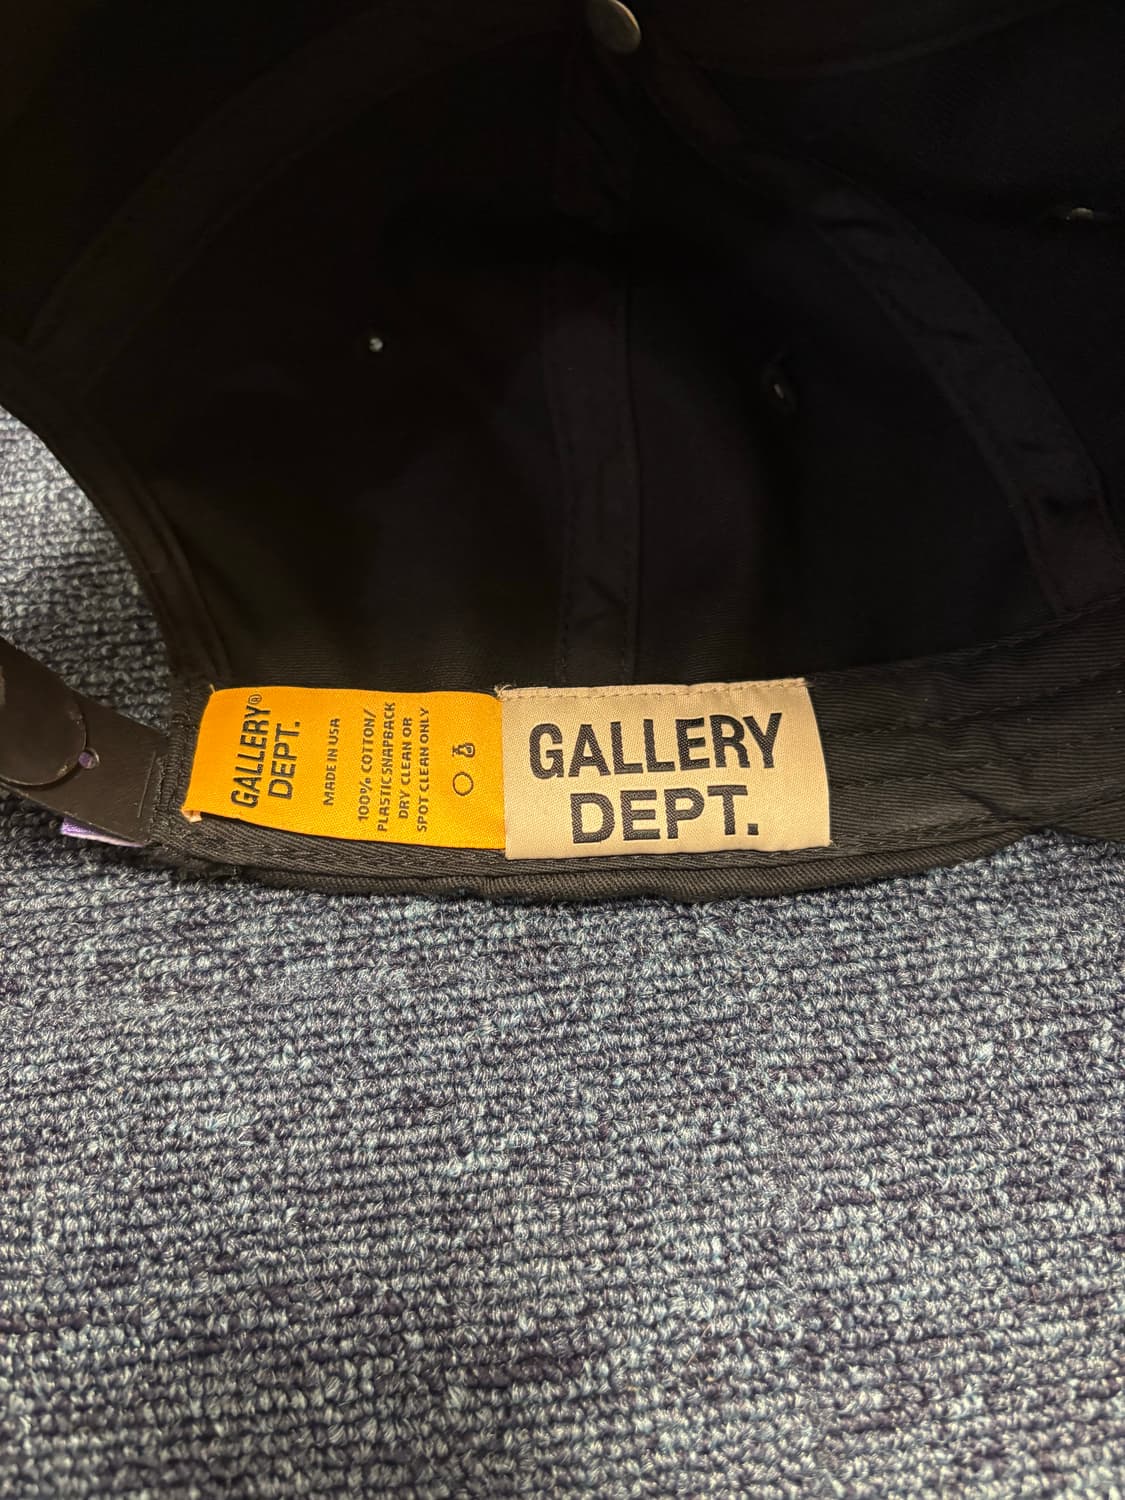 GALLERY®
DEPT.
MADE IN USA
100% COTTON/
PLASTIC SNAPBACK
DRY CLEAN OR
SPOT CLEAN ONLY
GALLERY
DEPT.